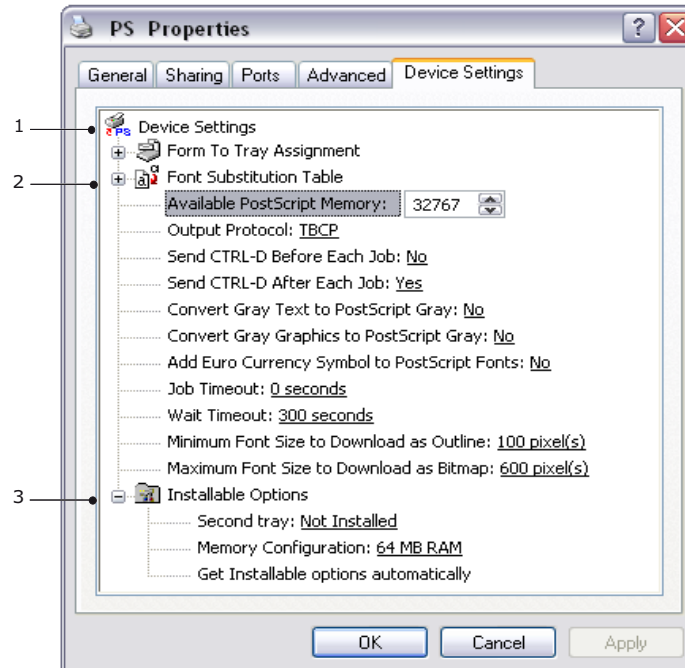 PS Properties
General Sharing Ports Advanced Device Settings
1
Device Settings
Form To Tray Assignment
2
Font Substitution Table
Available PostScript Memory: 32767
Output Protocol: TBCP
Send CTRL-D Before Each Job: No
Send CTRL-D After Each Job: Yes
Convert Gray Text to PostScript Gray: No
Convert Gray Graphics to PostScript Gray: No
Add Euro Currency Symbol to PostScript Fonts: No
Job Timeout: 0 seconds
Wait Timeout: 300 seconds
Minimum Font Size to Download as Outline: 100 pixel(s)
Maximum Font Size to Download as Bitmap: 600 pixel(s)
3
Installable Options
Second tray: Not Installed
Memory Configuration: 64 MB RAM
Get Installable options automatically
OK Cancel Apply